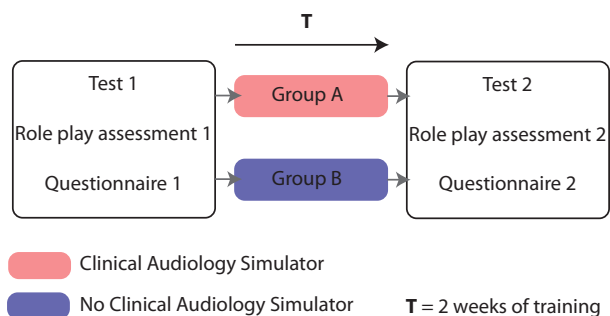 T
Test 1
Role play assessment 1
Questionnaire 1
Group A
Group B
Test 2
Role play assessment 2
Questionnaire 2
Clinical Audiology Simulator
No Clinical Audiology Simulator
T = 2 weeks of training